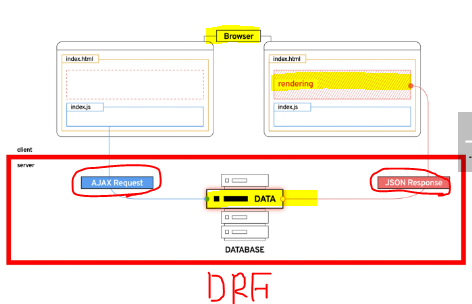 Browser
index.html
index.html
rendering
index.js
index.js
client
server
AJAX Request
JSON Response
DATA
DATABASE
DRF